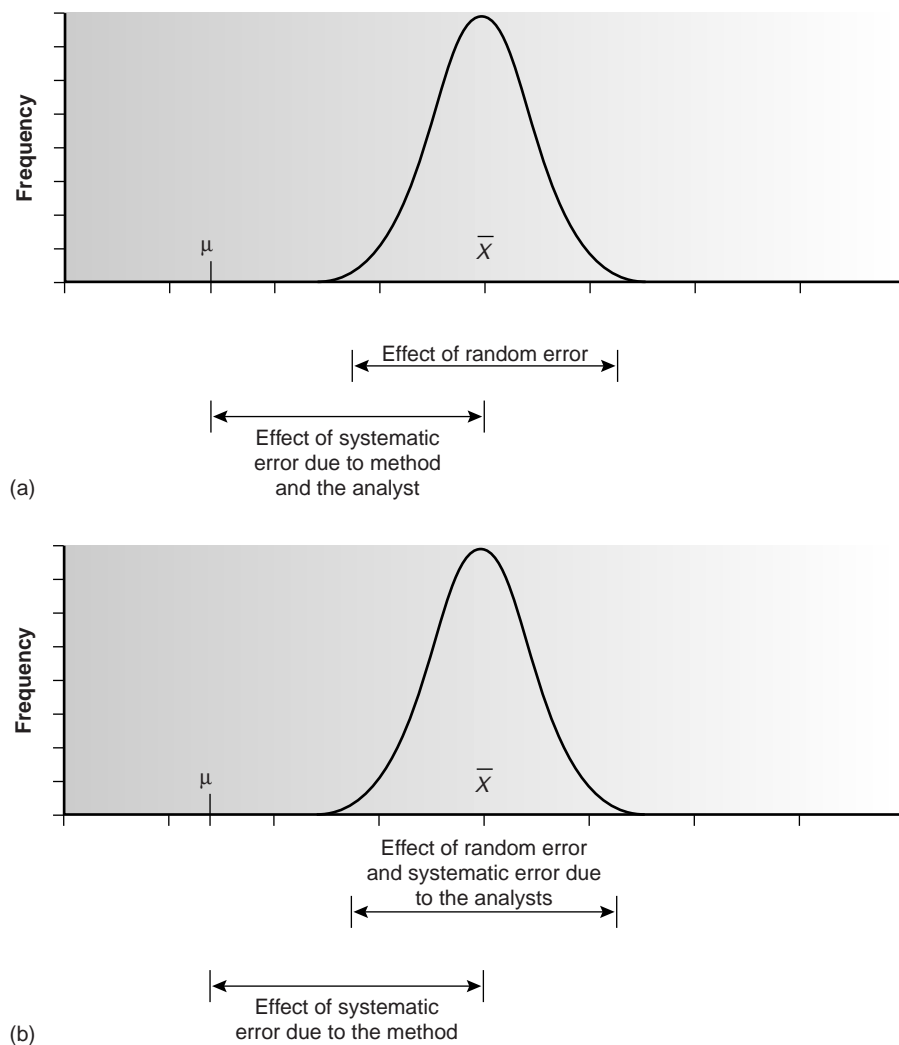 Frequency
μ
X̅
Effect of random error
Effect of systematic
error due to method
and the analyst
(a)
Frequency
μ
X̅
Effect of random error
and systematic error due
to the analysts
Effect of systematic
error due to the method
(b)